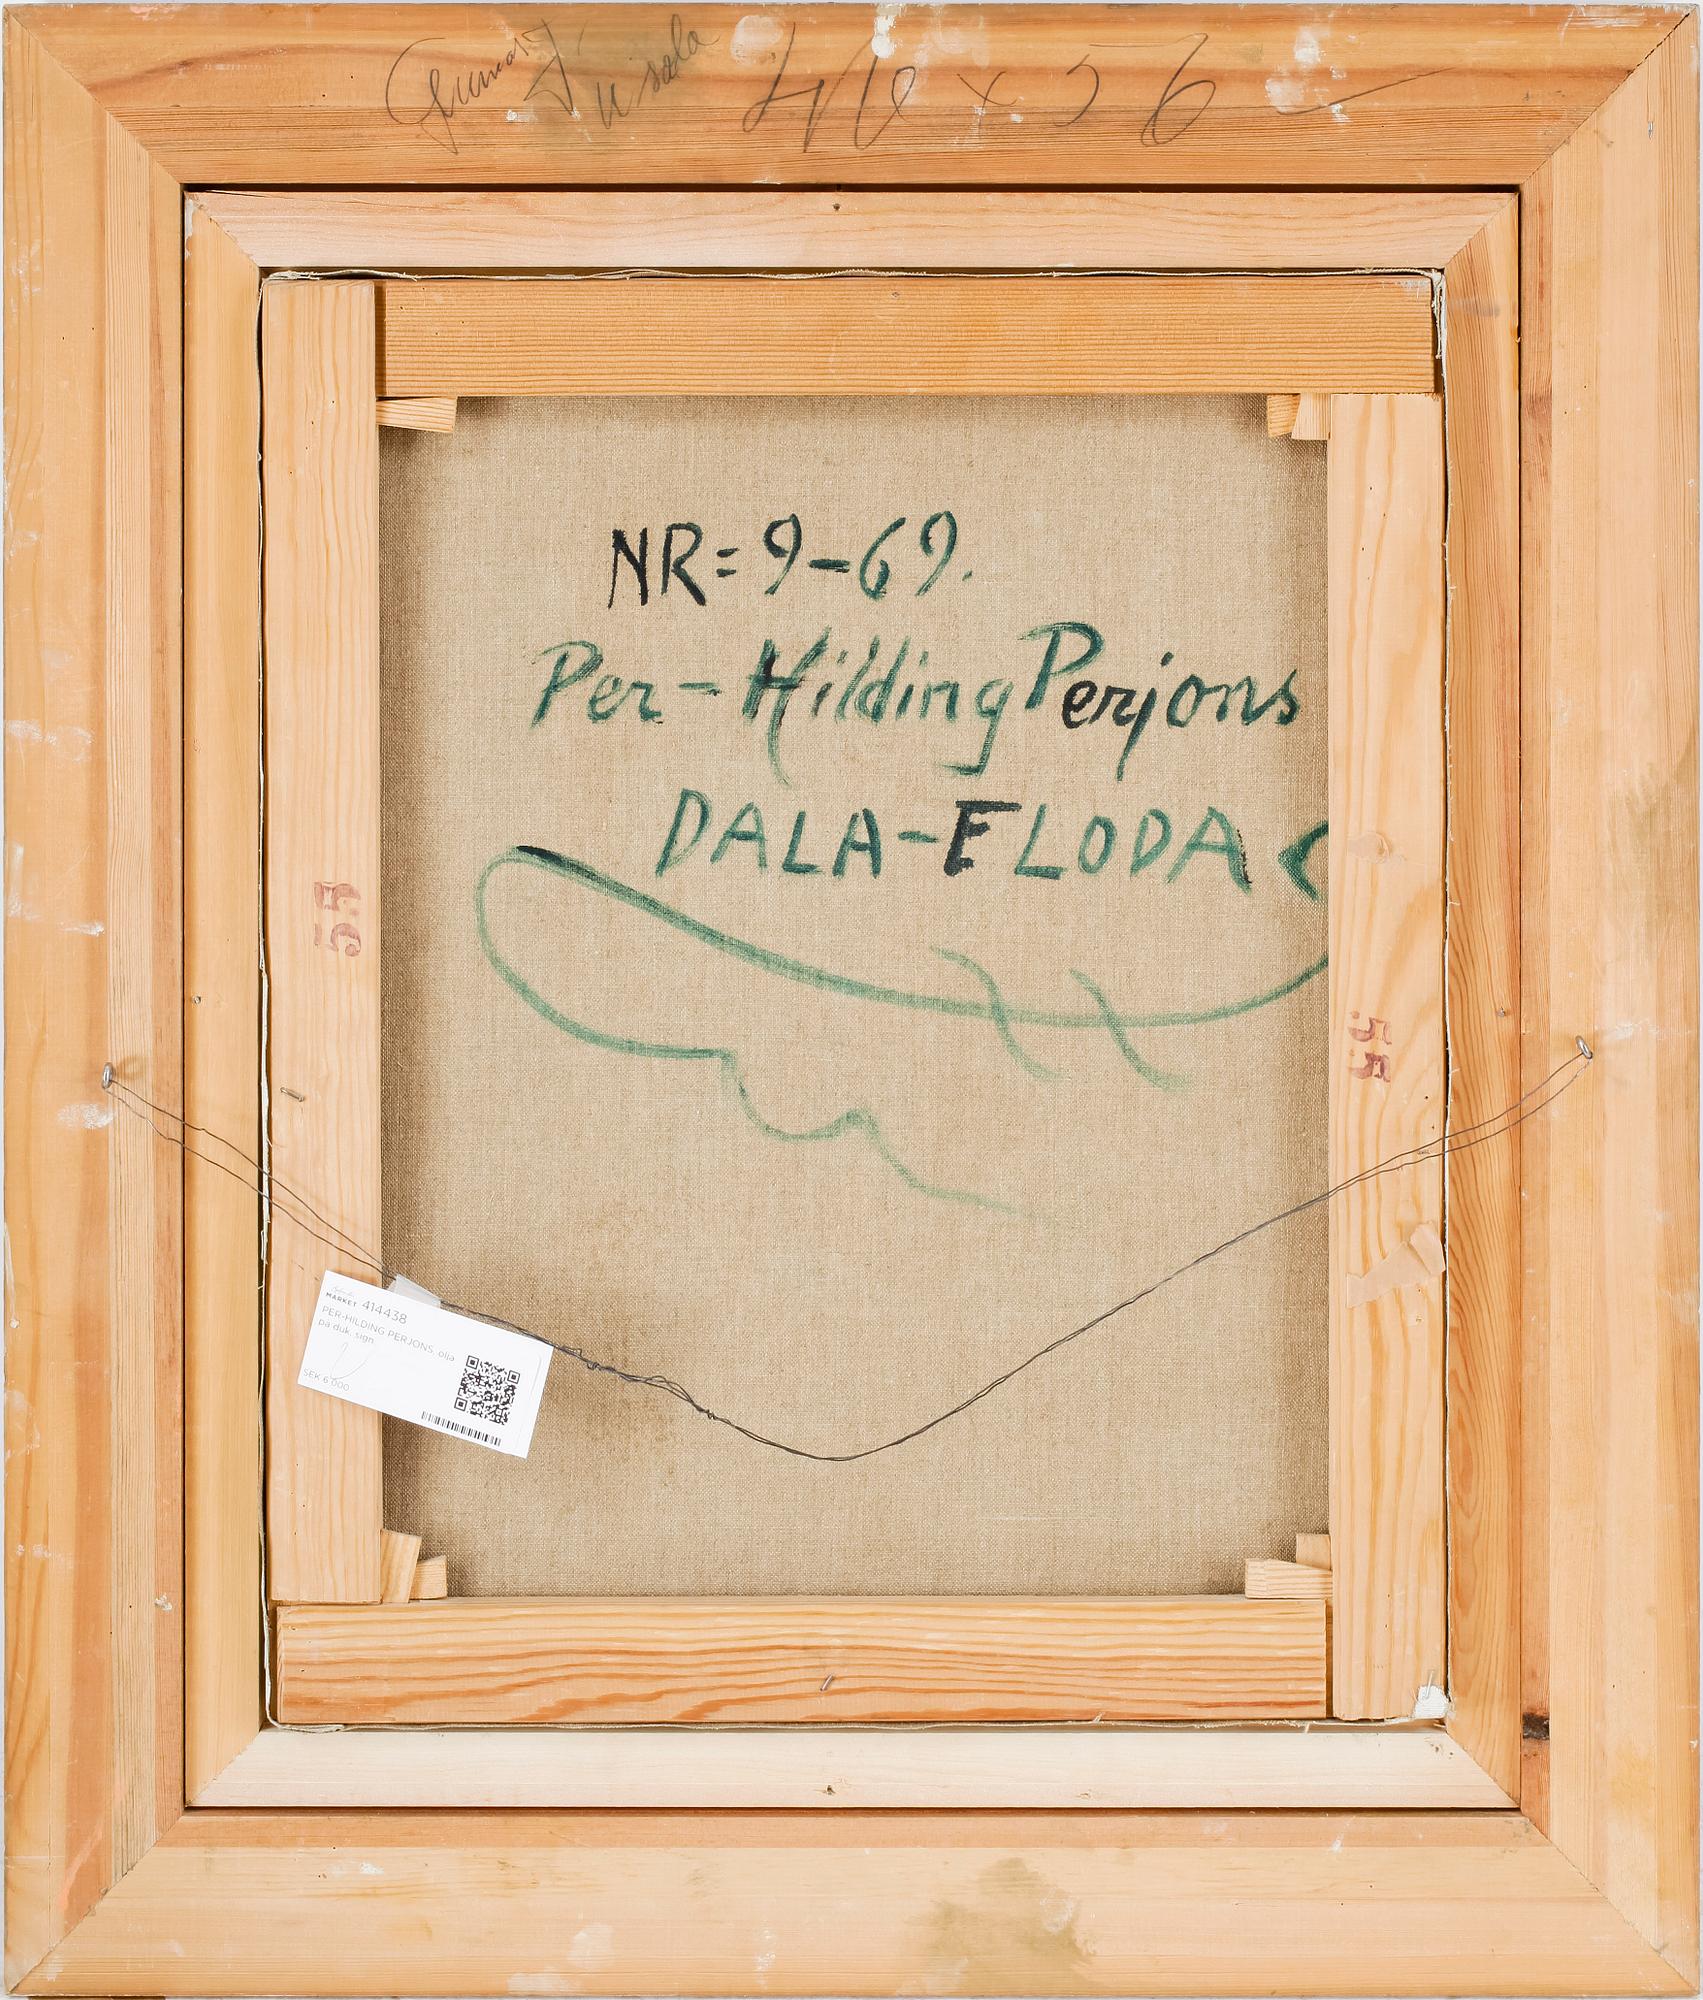 46 x 56
NR=9-69.
Per-Hilding Perjons
DALA-FLODA
55
55
MARKET 414438
PER-HILDING PERJONS, olja
på duk, sign
SEK 6 000